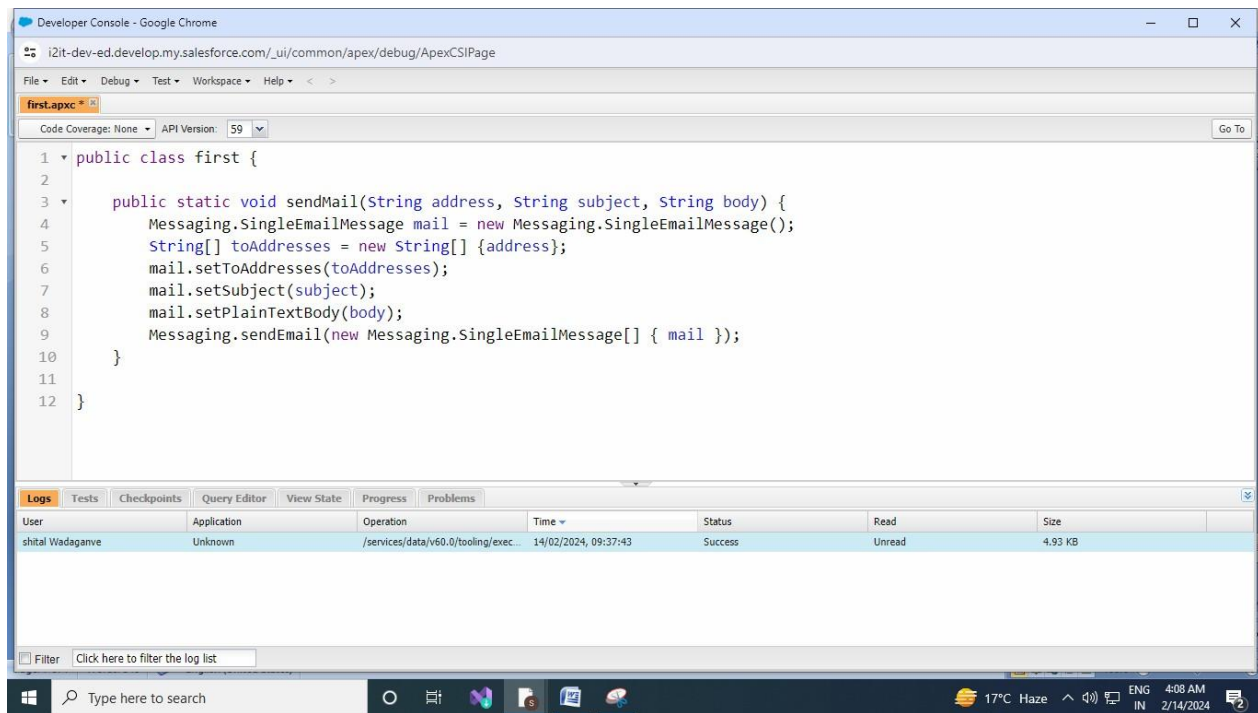 Developer Console - Google Chrome
i2it-dev-ed.develop.my.salesforce.com/_ui/common/apex/debug/ApexCSIPage
File Edit Debug Test Workspace Help < >
first.apxc *
Code Coverage: None API Version: 59 Go To
1 public class first {
2
3 public static void sendMail(String address, String subject, String body) {
4 Messaging.SingleEmailMessage mail = new Messaging.SingleEmailMessage();
5 String[] toAddresses = new String[] {address};
6 mail.setToAddresses(toAddresses);
7 mail.setSubject(subject);
8 mail.setPlainTextBody(body);
9 Messaging.sendEmail(new Messaging.SingleEmailMessage[] { mail });
10 }
11
12 }
Logs Tests Checkpoints Query Editor View State Progress Problems
User Application Operation Time Status Read Size
shital Wadaganve Unknown /services/data/v60.0/tooling/exec... 14/02/2024, 09:37:43 Success Unread 4.93 KB
Filter Click here to filter the log list
Type here to search 17°C Haze ENG 4:08 AM
IN 2/14/2024 2